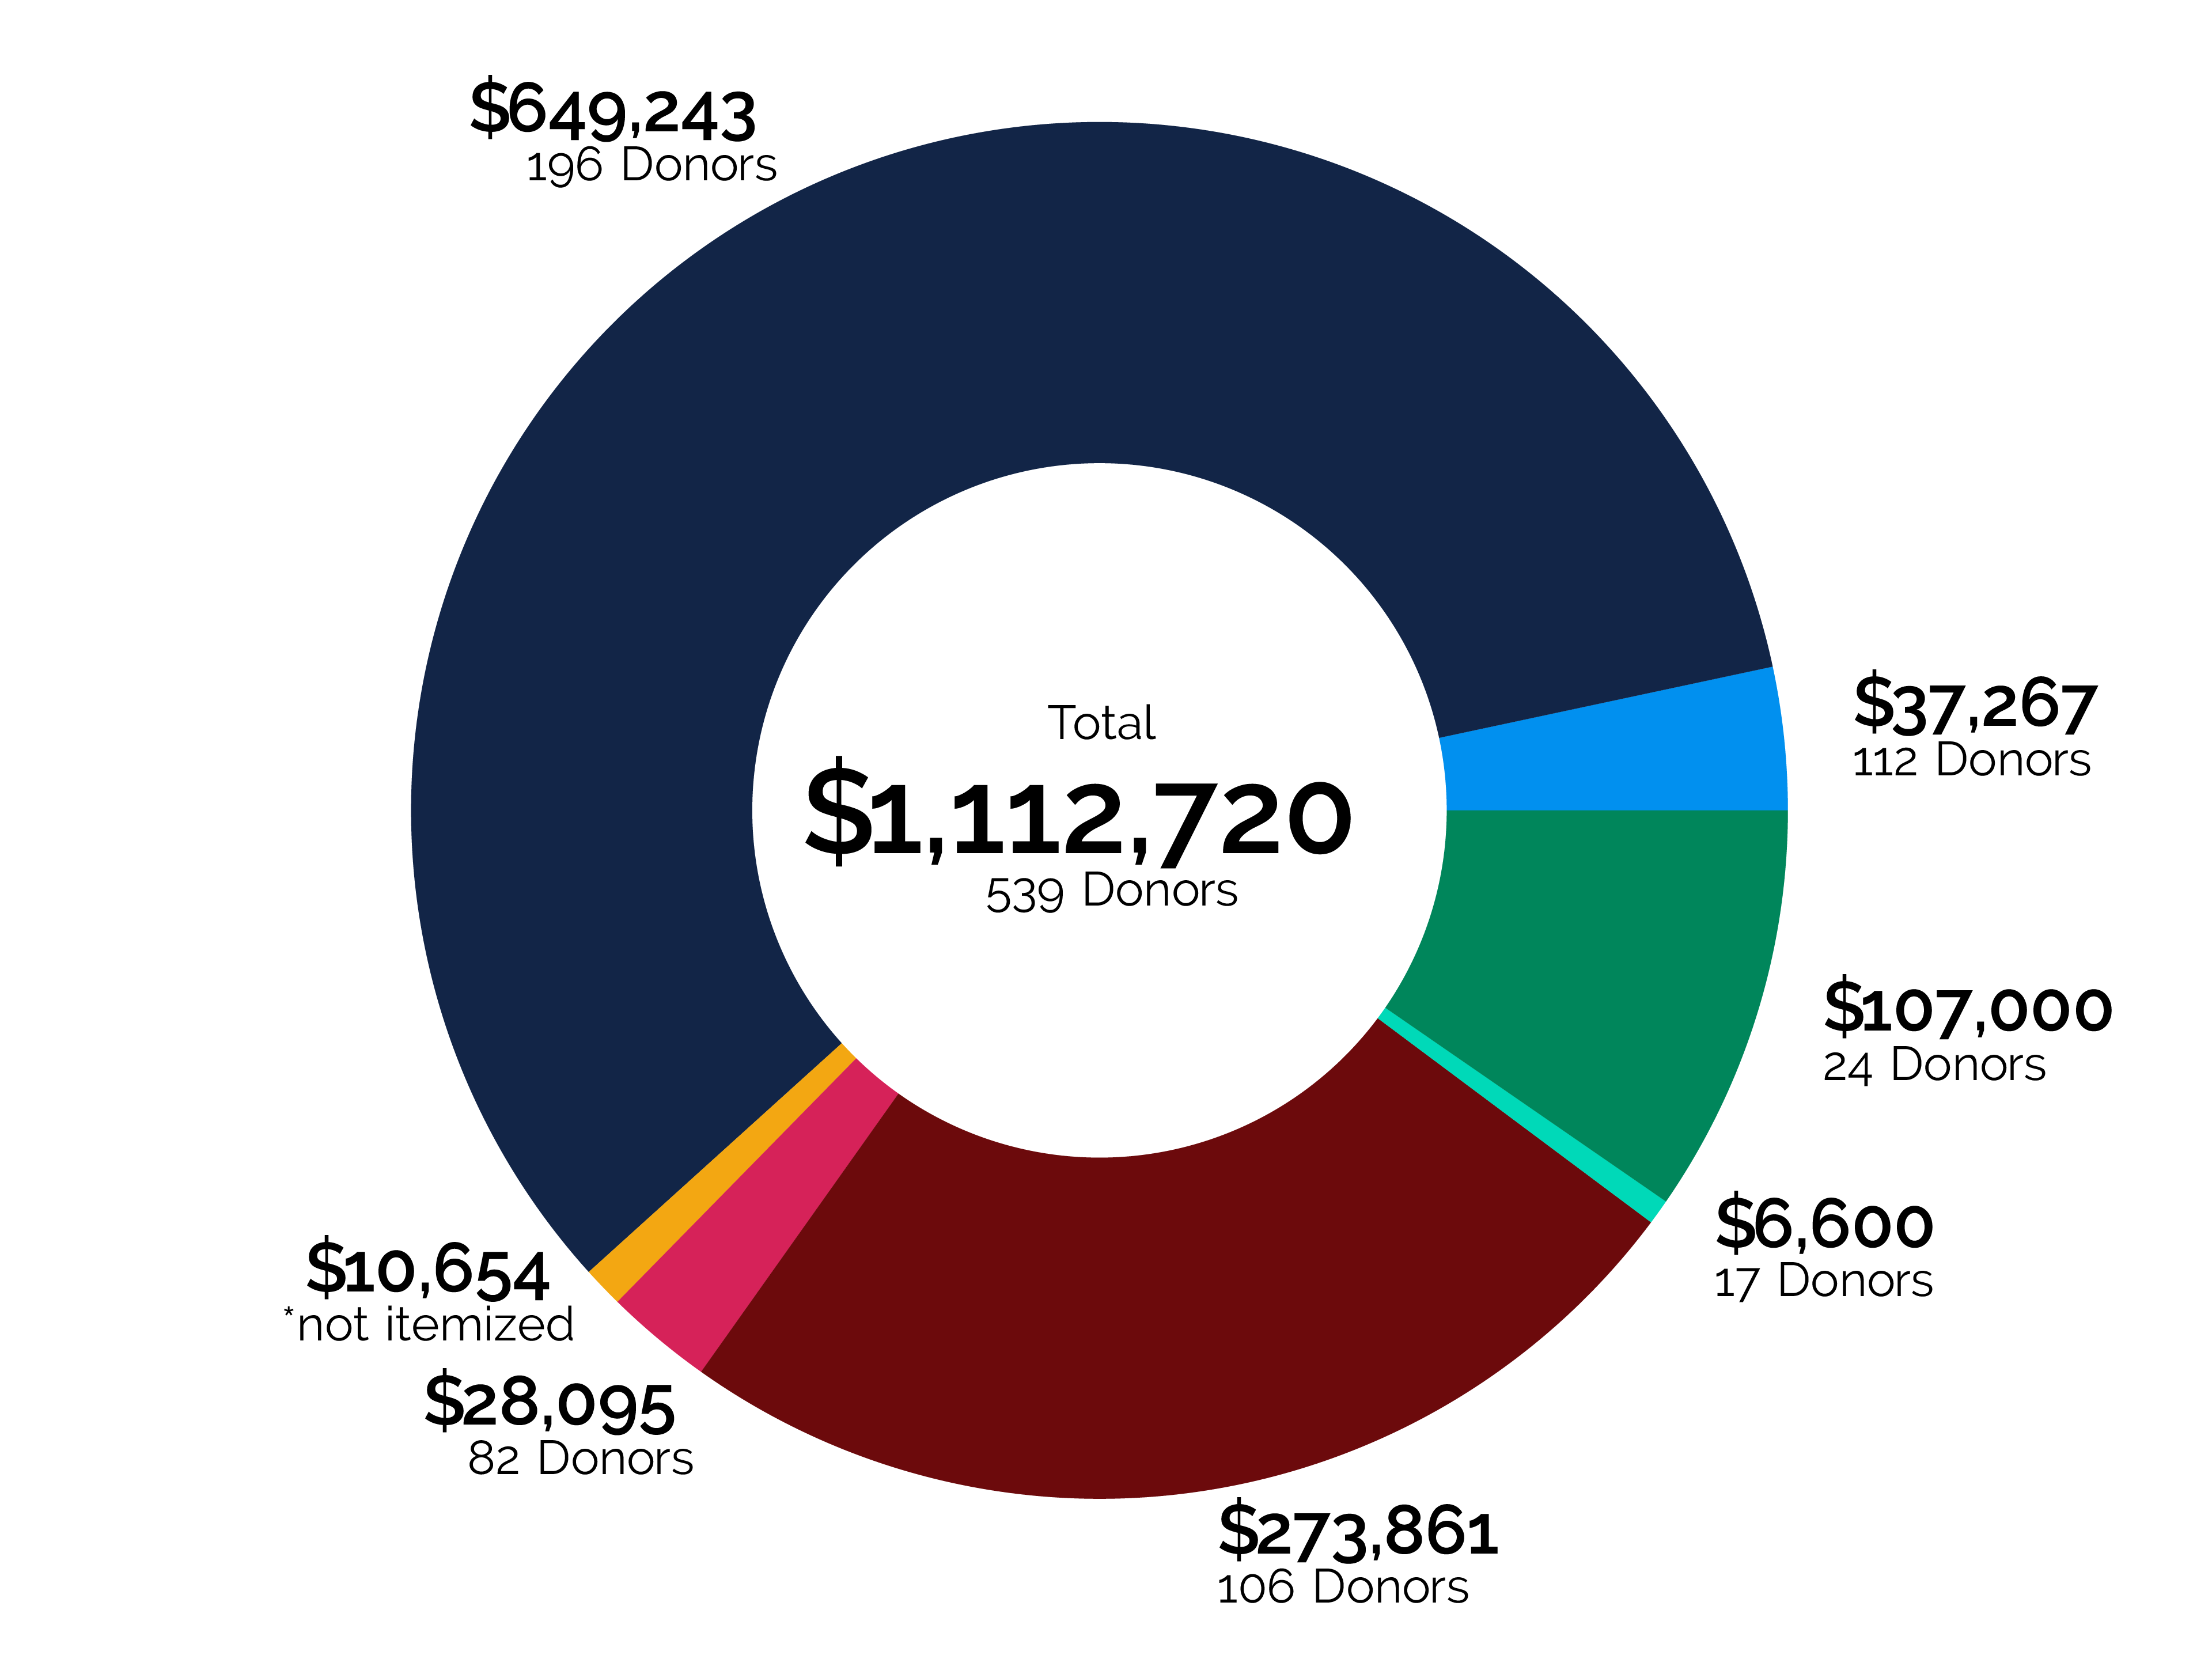 $649,243
196 Donors
$37,267
112 Donors
Total
$1,112,720
539 Donors
$107,000
24 Donors
$6,600
17 Donors
$10,654
*not itemized
$28,095
82 Donors
$273,861
106 Donors